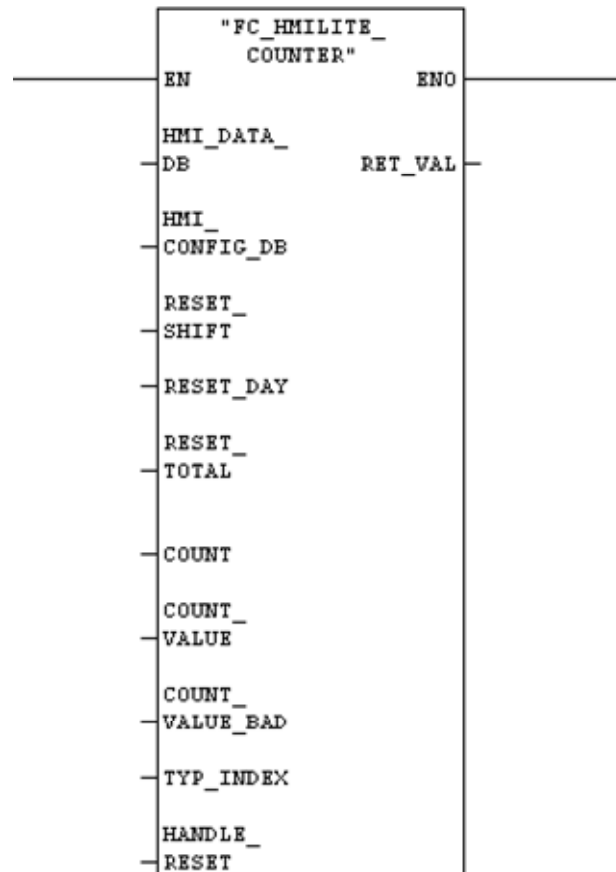 "FC_HMILITE_
COUNTER"
EN ENO
HMI_DATA_
DB RET_VAL
HMI_
CONFIG_DB
RESET_
SHIFT
RESET_DAY
RESET_
TOTAL
COUNT
COUNT_
VALUE
COUNT_
VALUE_BAD
TYP_INDEX
HANDLE_
RESET